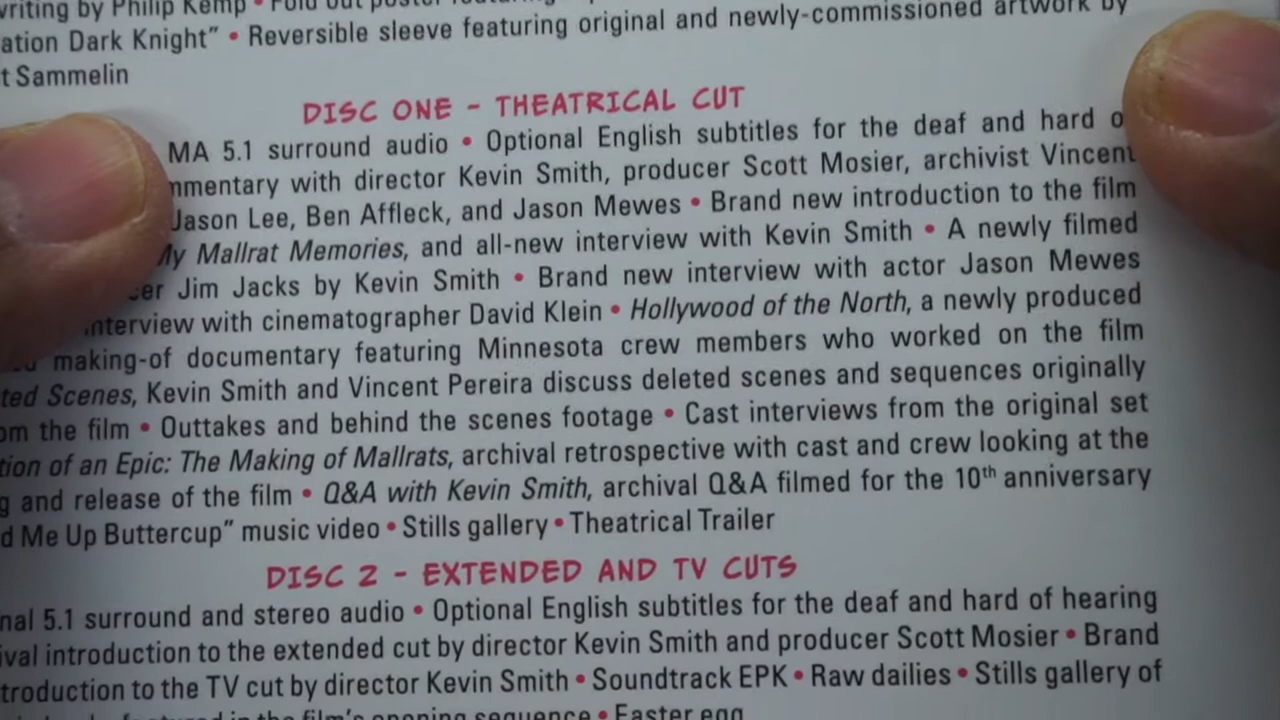 writing by Philip Kemp • Fold out poster featuring
ation Dark Knight” • Reversible sleeve featuring original and newly-commissioned artwork by
t Sammelin
DISC ONE - THEATRICAL CUT
MA 5.1 surround audio • Optional English subtitles for the deaf and hard o
mmentary with director Kevin Smith, producer Scott Mosier, archivist Vincent
Jason Lee, Ben Affleck, and Jason Mewes • Brand new introduction to the film
My Mallrat Memories, and all-new interview with Kevin Smith • A newly filmed
cer Jim Jacks by Kevin Smith • Brand new interview with actor Jason Mewes
interview with cinematographer David Klein • Hollywood of the North, a newly produced
making-of documentary featuring Minnesota crew members who worked on the film
ted Scenes, Kevin Smith and Vincent Pereira discuss deleted scenes and sequences originally
om the film • Outtakes and behind the scenes footage • Cast interviews from the original set
tion of an Epic: The Making of Mallrats, archival retrospective with cast and crew looking at the
g and release of the film • Q&A with Kevin Smith, archival Q&A filmed for the 10th anniversary
d Me Up Buttercup” music video • Stills gallery • Theatrical Trailer
DISC 2 - EXTENDED AND TV CUTS
nal 5.1 surround and stereo audio • Optional English subtitles for the deaf and hard of hearing
ival introduction to the extended cut by director Kevin Smith and producer Scott Mosier • Brand
troduction to the TV cut by director Kevin Smith • Soundtrack EPK • Raw dailies • Stills gallery of
featured in the film’s opening sequence • Easter egg